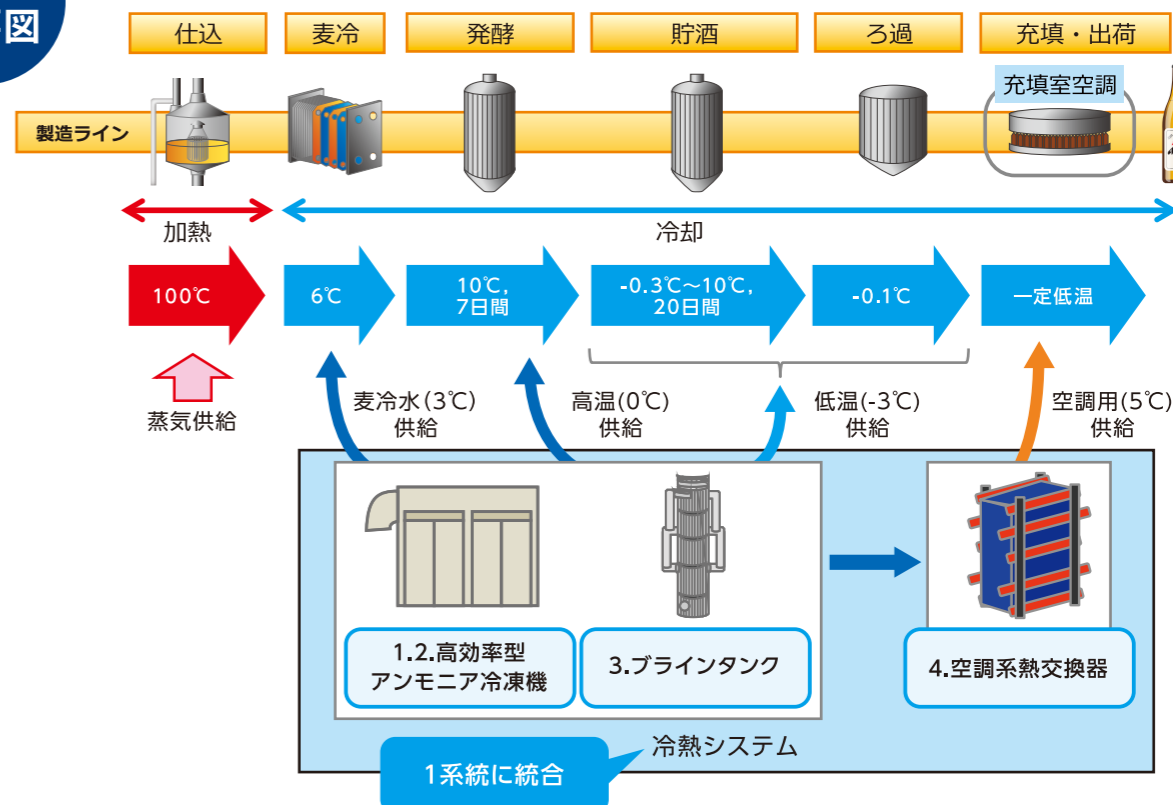 図
仕込
麦冷
発酵
貯酒
ろ過
充填・出荷
充填室空調
製造ライン
加熱
冷却
100℃
6℃
10℃,
7日間
-0.3℃～10℃,
20日間
-0.1℃
一定低温
蒸気供給
麦冷水(3℃)
供給
高温(0℃)
供給
低温(-3℃)
供給
空調用(5℃)
供給
1.2.高効率型
アンモニア冷凍機
3.ブラインタンク
4.空調系熱交換器
冷熱システム
1系統に統合